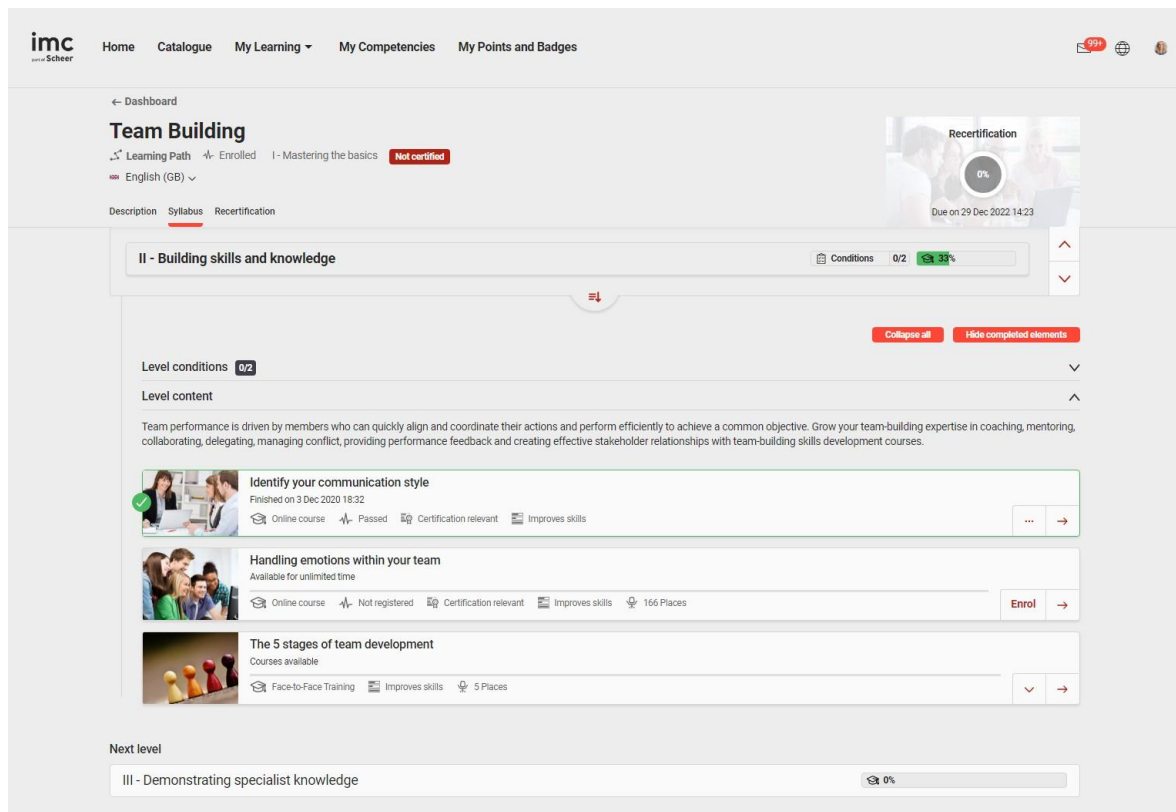 imc
part of Scheer
Home Catalogue My Learning My Competencies My Points and Badges
99+
← Dashboard
Team Building
Learning Path Enrolled I - Mastering the basics Not certified
English (GB)
Description Syllabus Recertification
Recertification
0%
Due on 29 Dec 2022 14:23
II - Building skills and knowledge
Conditions 0/2 33%
Collapse all Hide completed elements
Level conditions 0/2
Level content
Team performance is driven by members who can quickly align and coordinate their actions and perform efficiently to achieve a common objective. Grow your team-building expertise in coaching, mentoring,
collaborating, delegating, managing conflict, providing performance feedback and creating effective stakeholder relationships with team-building skills development courses.
Identify your communication style
Finished on 3 Dec 2020 18:32
Online course Passed Certification relevant Improves skills
... →
Handling emotions within your team
Available for unlimited time
Online course Not registered Certification relevant Improves skills 166 Places
Enrol →
The 5 stages of team development
Courses available
Face-to-Face Training Improves skills 5 Places
→
Next level
III - Demonstrating specialist knowledge 0%